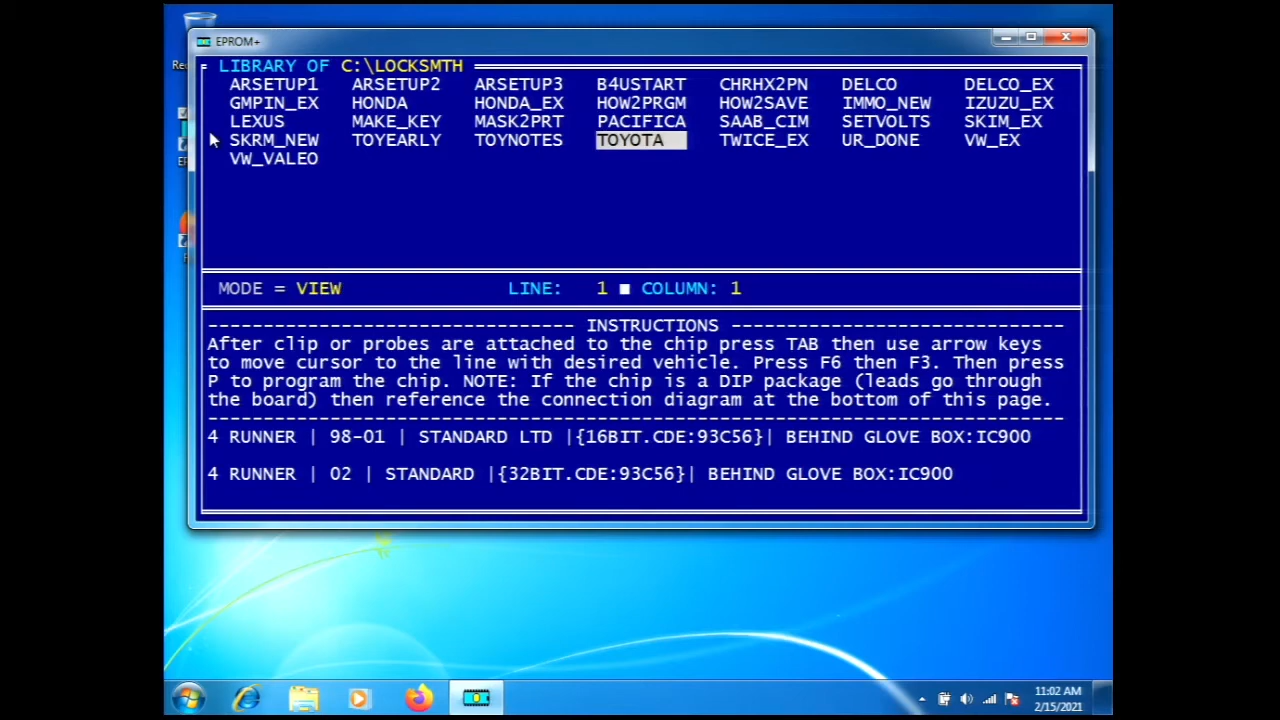 EPROM+
LIBRARY OF C:\LOCKSMTH
ARSETUP1 ARSETUP2 ARSETUP3 B4USTART CHRHX2PN DELCO DELCO_EX
GMPIN_EX HONDA HONDA_EX HOW2PRGM HOW2SAVE IMMO_NEW IZUZU_EX
LEXUS MAKE_KEY MASK2PRT PACIFICA SAAB_CIM SETVOLTS SKIM_EX
SKRM_NEW TOYEARLY TOYNOTES TOYOTA TWICE_EX UR_DONE VW_EX
VW_VALEO
MODE = VIEW LINE: 1 ■ COLUMN: 1
--------------------------------- INSTRUCTIONS ------------------------------
After clip or probes are attached to the chip press TAB then use arrow keys
to move cursor to the line with desired vehicle. Press F6 then F3. Then press
P to program the chip. NOTE: If the chip is a DIP package (leads go through
the board) then reference the connection diagram at the bottom of this page.
-----------------------------------------------------------------------------
4 RUNNER | 98-01 | STANDARD LTD |{16BIT.CDE:93C56}| BEHIND GLOVE BOX:IC900
4 RUNNER | 02 | STANDARD |{32BIT.CDE:93C56}| BEHIND GLOVE BOX:IC900
11:02 AM
2/15/2021